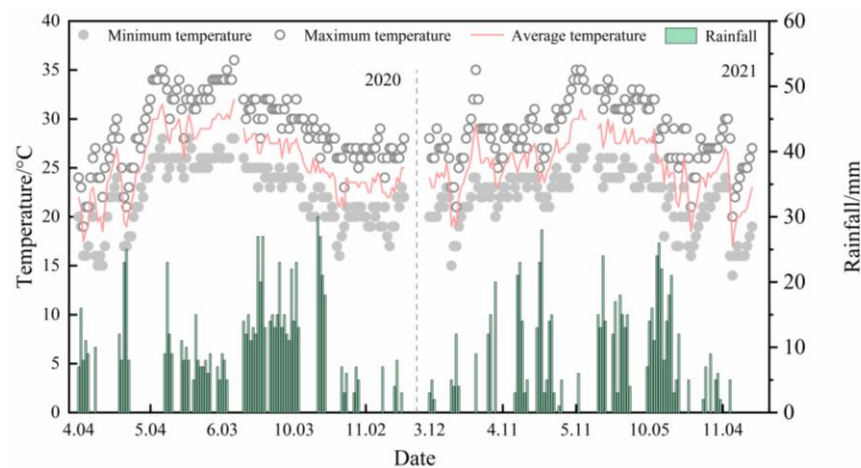 40
35
30
25
20
15
10
5
0
Temperature/°C
Minimum temperature
Maximum temperature
Average temperature
Rainfall
2020
2021
60
50
40
30
20
10
0
Rainfall/mm
4.04 5.04 6.03 10.03 11.02 3.12 4.11 5.11 10.05 11.04
Date